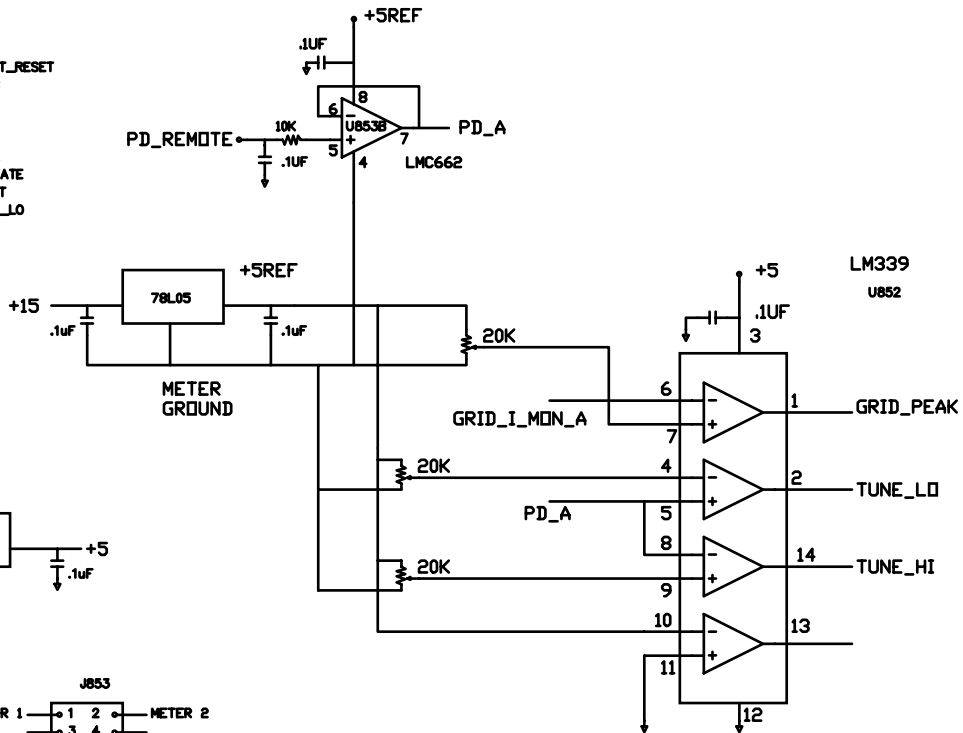 +5REF
.1UF
T_RESET
8
6
U853B
10K
PD_REMOTE
7
PD_A
5
.1UF
4
LMC662
ATE
T
_LO
+5REF
+15
78L05
.1uF
.1uF
METER
GROUND
20K
+5
LM339
U852
.1UF
3
6
1
GRID_PEAK
GRID_I_MON_A
7
20K
4
2
TUNE_LO
PD_A
5
8
14
TUNE_HI
20K
9
10
13
11
12
+5
.1uF
J853
R 1
1 2
METER 2
3 4